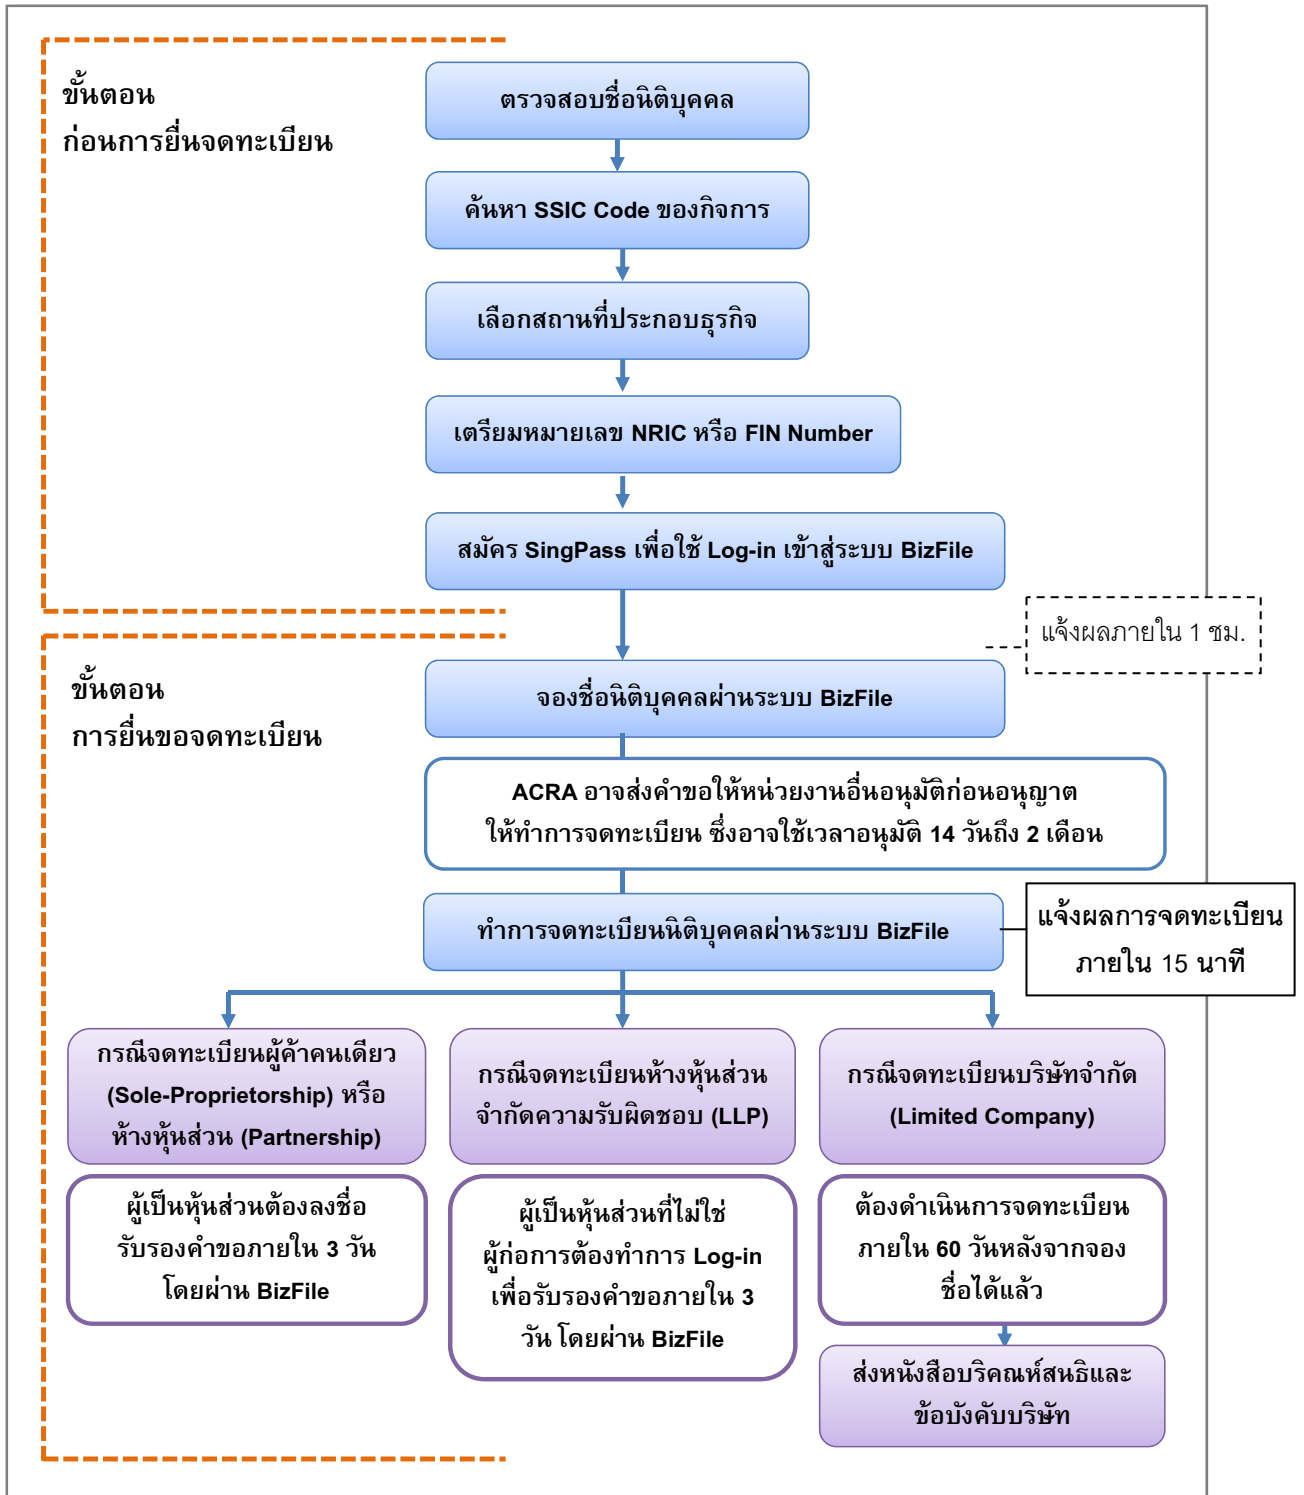 ขั้นตอน
ก่อนการยื่นจดทะเบียน
ตรวจสอบชื่อนิติบุคคล
ค้นหา SSIC Code ของกิจการ
เลือกสถานที่ประกอบธุรกิจ
เตรียมหมายเลข NRIC หรือ FIN Number
สมัคร SingPass เพื่อใช้ Log-in เข้าสู่ระบบ BizFile
แจ้งผลภายใน 1 ชม.
ขั้นตอน
การยื่นขอจดทะเบียน
จองชื่อนิติบุคคลผ่านระบบ BizFile
ACRA อาจส่งคำขอให้หน่วยงานอื่นอนุมัติก่อนอนุญาต
ให้ทำการจดทะเบียน ซึ่งอาจใช้เวลาอนุมัติ 14 วันถึง 2 เดือน
ทำการจดทะเบียนนิติบุคคลผ่านระบบ BizFile
แจ้งผลการจดทะเบียน
ภายใน 15 นาที
กรณีจดทะเบียนผู้ค้าคนเดียว
(Sole-Proprietorship) หรือ
ห้างหุ้นส่วน (Partnership)
กรณีจดทะเบียนห้างหุ้นส่วน
จำกัดความรับผิดชอบ (LLP)
กรณีจดทะเบียนบริษัทจำกัด
(Limited Company)
ผู้เป็นหุ้นส่วนต้องลงชื่อ
รับรองคำขอภายใน 3 วัน
โดยผ่าน BizFile
ผู้เป็นหุ้นส่วนที่ไม่ใช่
ผู้ก่อการต้องทำการ Log-in
เพื่อรับรองคำขอภายใน 3
วัน โดยผ่าน BizFile
ต้องดำเนินการจดทะเบียน
ภายใน 60 วันหลังจากจอง
ชื่อได้แล้ว
ส่งหนังสือบริคณห์สนธิและ
ข้อบังคับบริษัท